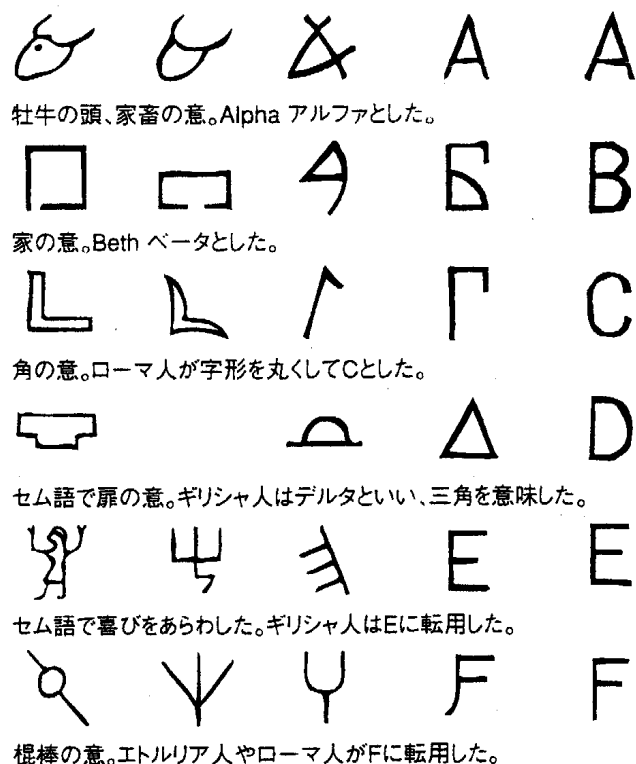 A A
牡牛の頭、家畜の意。Alpha アルファとした。
Б B
家の意。Beth ベータとした。
Γ C
角の意。ローマ人が字形を丸くしてCとした。
Δ D
セム語で扉の意。ギリシャ人はデルタといい、三角を意味した。
E E
セム語で喜びをあらわした。ギリシャ人はEに転用した。
F F
棍棒の意。エトルリア人やローマ人がFに転用した。